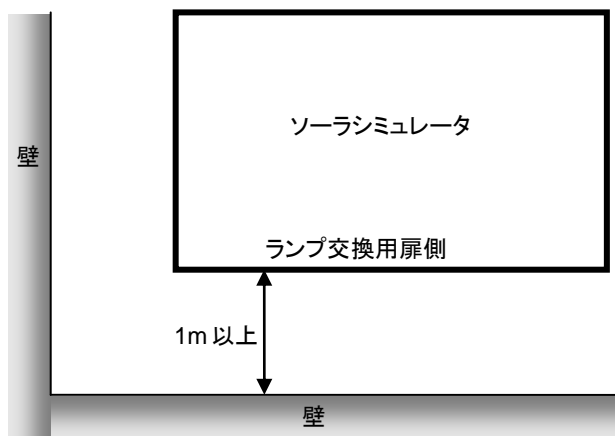 ソーラシミュレータ
壁
ランプ交換用扉側
1m 以上
壁